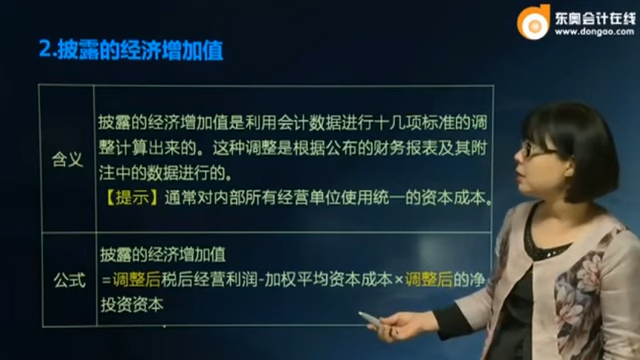 东奥会计在线
www.dongao.com
2.披露的经济增加值
含义
披露的经济增加值是利用会计数据进行十几项标准的调
整计算出来的。这种调整是根据公布的财务报表及其附
注中的数据进行的。
【提示】通常对内部所有经营单位使用统一的资本成本。
公式
披露的经济增加值
=调整后税后经营利润-加权平均资本成本×调整后的净
投资资本